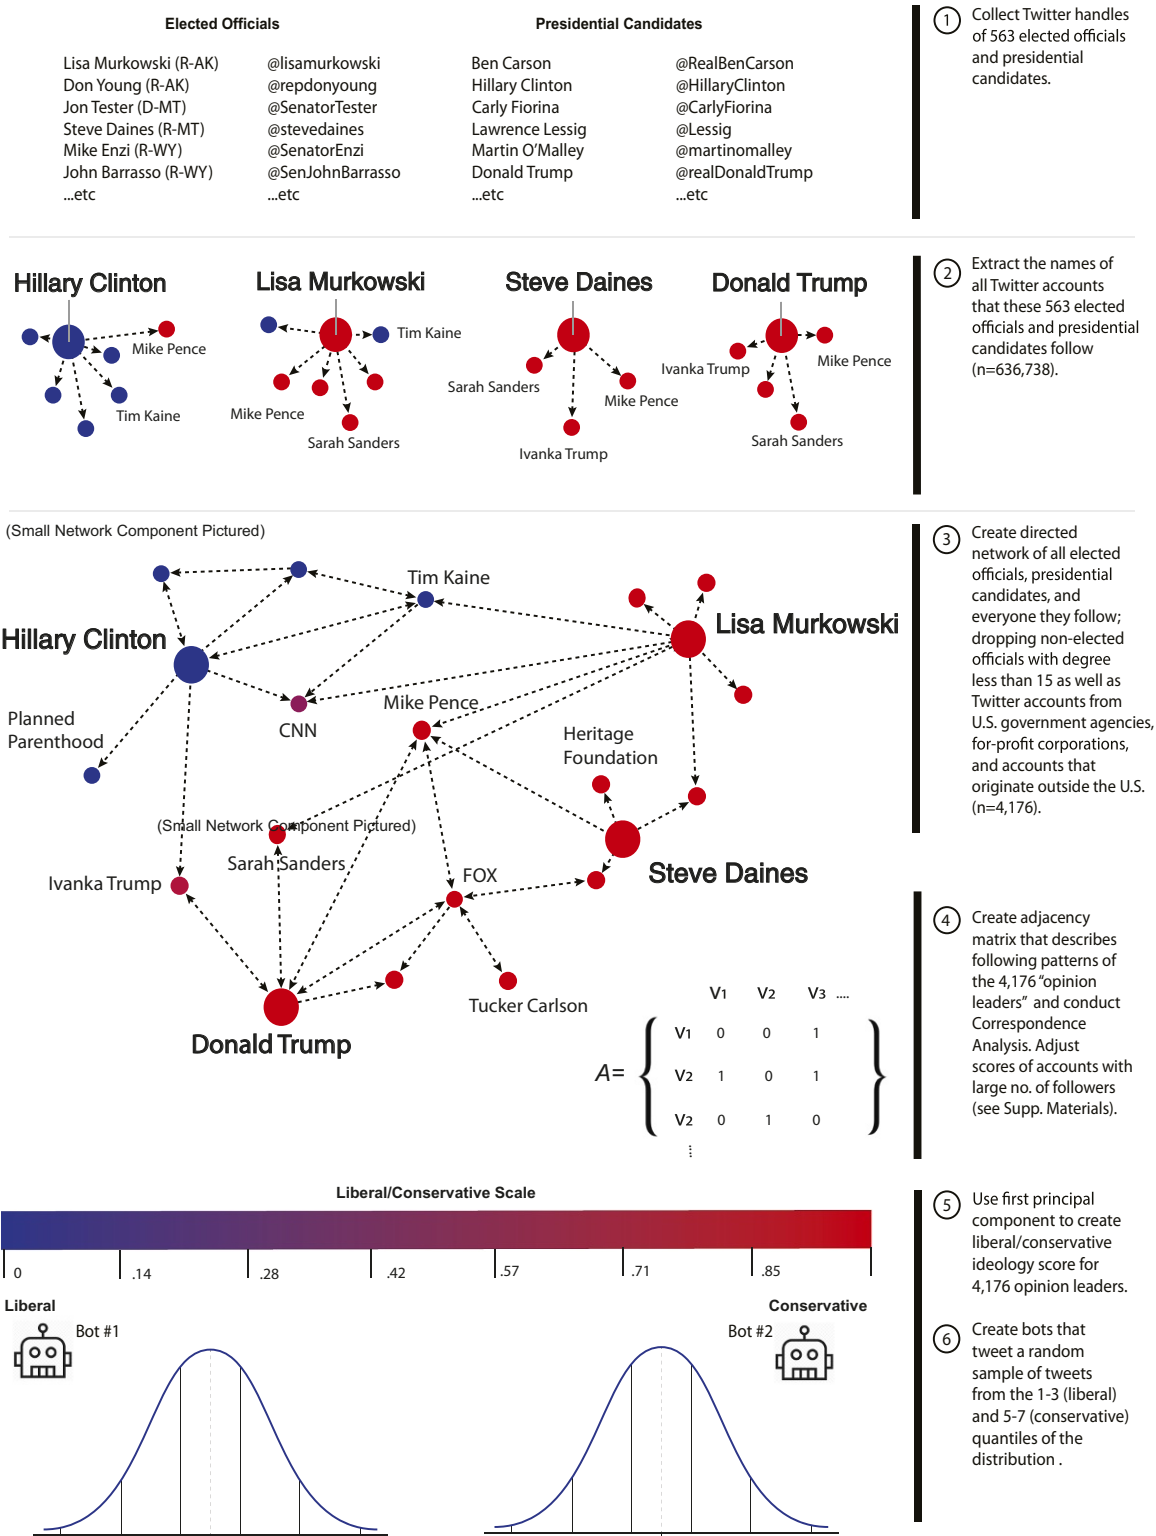 Elected Officials
Presidential Candidates
Lisa Murkowski (R-AK) @lisamurkowski Ben Carson @RealBenCarson
Don Young (R-AK) @repdonyoung Hillary Clinton @HillaryClinton
Jon Tester (D-MT) @SenatorTester Carly Fiorina @CarlyFiorina
Steve Daines (R-MT) @stevedaines Lawrence Lessig @Lessig
Mike Enzi (R-WY) @SenatorEnzi Martin O'Malley @martinomalley
John Barrasso (R-WY) @SenJohnBarrasso Donald Trump @realDonaldTrump
...etc ...etc ...etc ...etc
1 Collect Twitter handles
of 563 elected officials
and presidential
candidates.
Hillary Clinton
Mike Pence
Tim Kaine
Lisa Murkowski
Tim Kaine
Mike Pence
Sarah Sanders
Steve Daines
Sarah Sanders
Mike Pence
Ivanka Trump
Donald Trump
Ivanka Trump
Mike Pence
Sarah Sanders
2 Extract the names of
all Twitter accounts
that these 563 elected
officials and presidential
candidates follow
(n=636,738).
(Small Network Component Pictured)
Tim Kaine
Hillary Clinton
Lisa Murkowski
Planned
Parenthood
CNN
Mike Pence
Heritage
Foundation
(Small Network Component Pictured)
Sarah Sanders
Ivanka Trump
FOX
Steve Daines
Tucker Carlson
Donald Trump
3 Create directed
network of all elected
officials, presidential
candidates, and
everyone they follow;
dropping non-elected
officials with degree
less than 15 as well as
Twitter accounts from
U.S. government agencies,
for-profit corporations,
and accounts that
originate outside the U.S.
(n=4,176).
V1 V2 V3 ....
V1 0 0 1
A= { V2 1 0 1 }
V2 0 1 0
....
4 Create adjacency
matrix that describes
following patterns of
the 4,176 “opinion
leaders” and conduct
Correspondence
Analysis. Adjust
scores of accounts with
large no. of followers
(see Supp. Materials).
Liberal/Conservative Scale
0 .14 .28 .42 .57 .71 .85
Liberal
Conservative
Bot #1
Bot #2
5 Use first principal
component to create
liberal/conservative
ideology score for
4,176 opinion leaders.
6 Create bots that
tweet a random
sample of tweets
from the 1-3 (liberal)
and 5-7 (conservative)
quantiles of the
distribution .